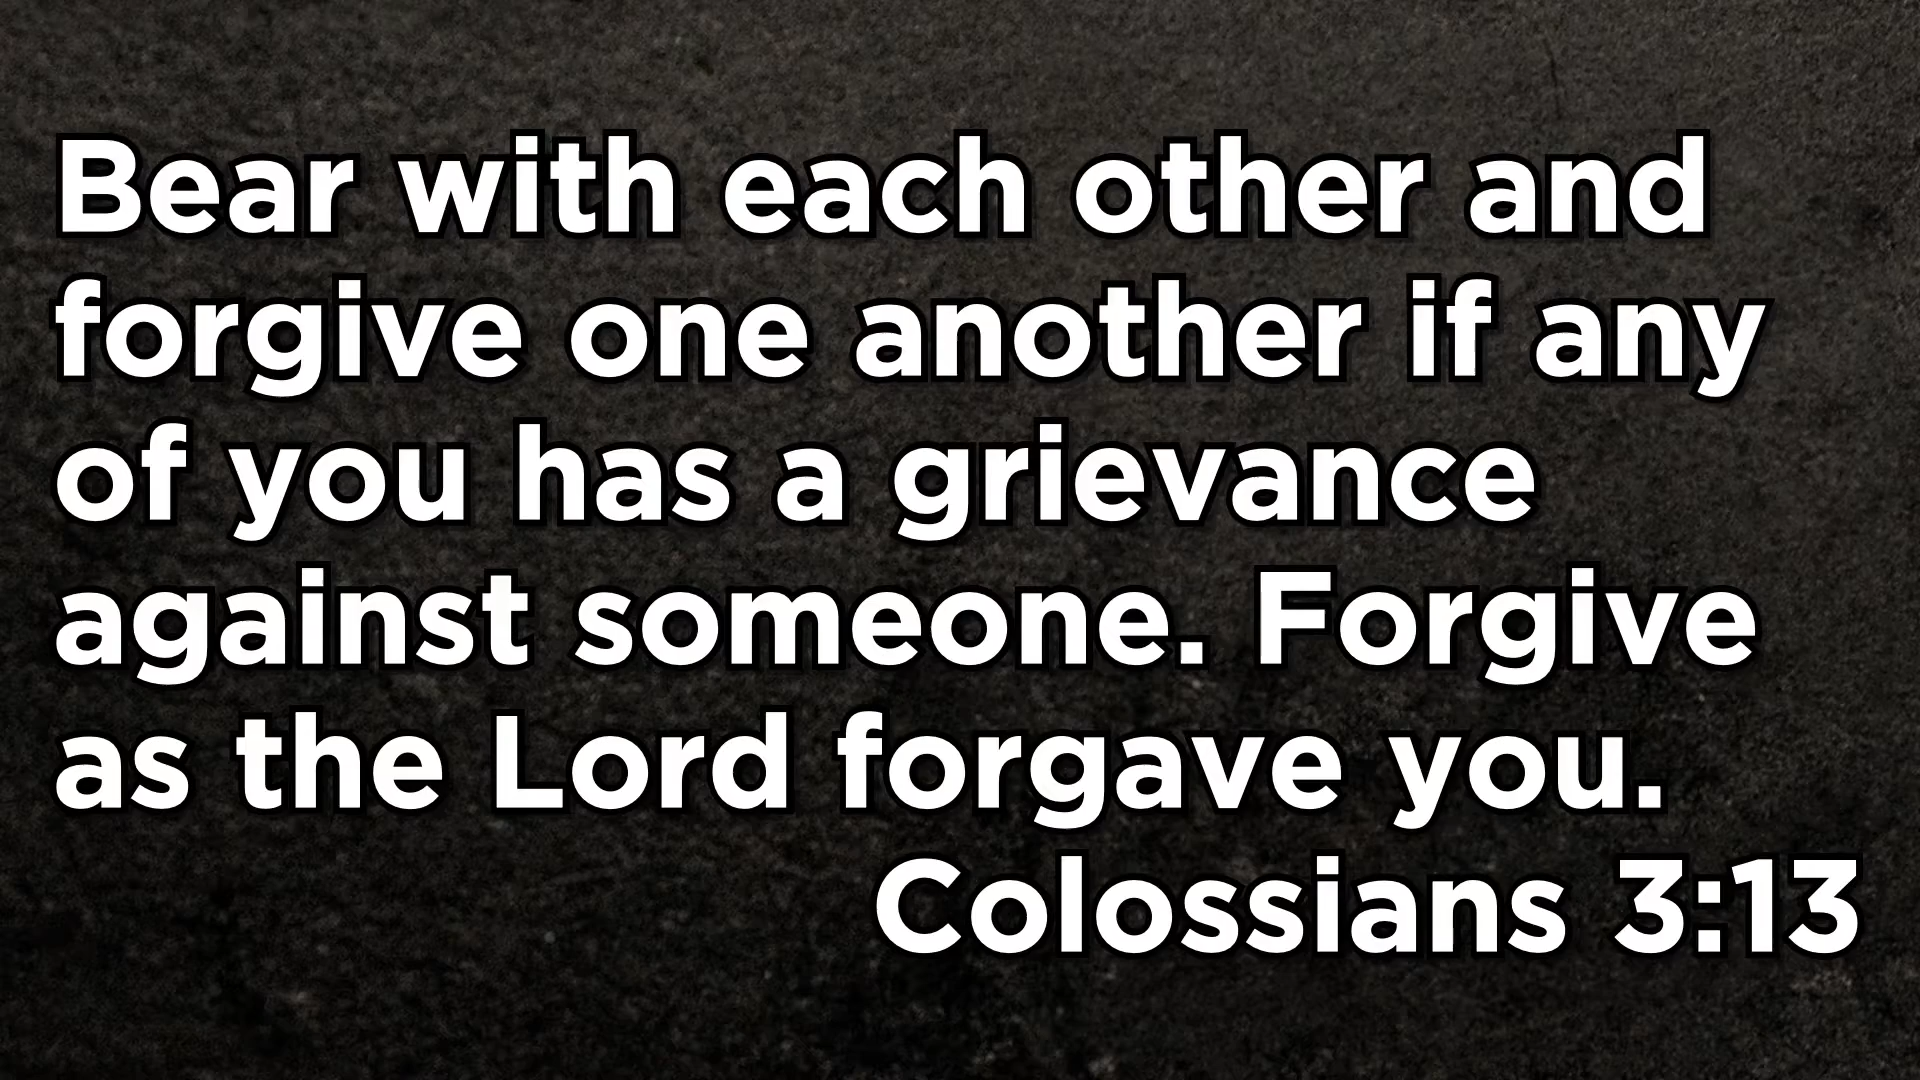 Bear with each other and
forgive one another if any
of you has a grievance
against someone. Forgive
as the Lord forgave you.
Colossians 3:13